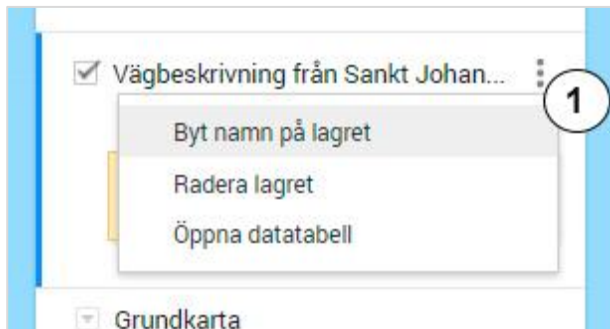 Vägbeskrivning från Sankt Johan...
1
Byt namn på lagret
Radera lagret
Öppna datatabell
Grundkarta